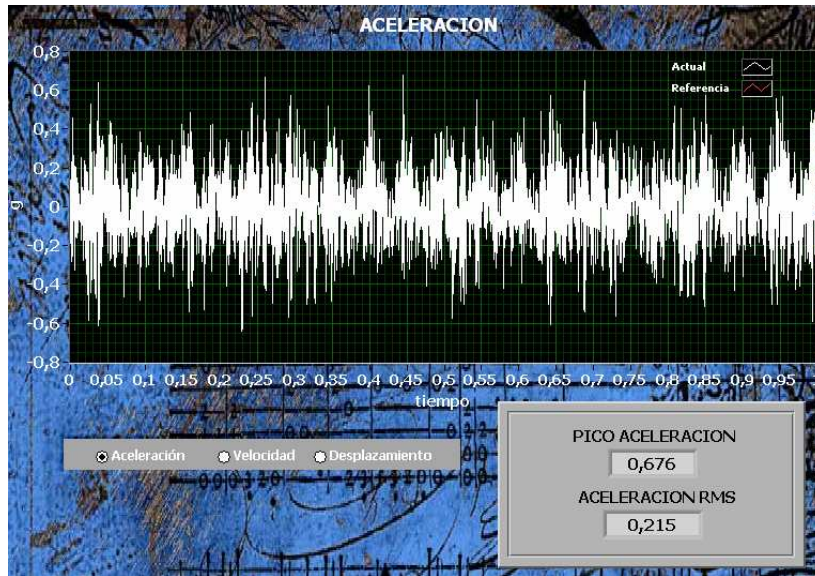 ACELERACION
Actual
Referencia
0,8
0,6
0,4
0,2
0
-0,2
-0,4
-0,6
-0,8
g
0 0,05 0,1 0,15 0,2 0,25 0,3 0,35 0,4 0,45 0,5 0,55 0,6 0,65 0,7 0,75 0,8 0,85 0,9 0,95
tiempo
Aceleración Velocidad Desplazamiento
PICO ACELERACION
0,676
ACELERACION RMS
0,215